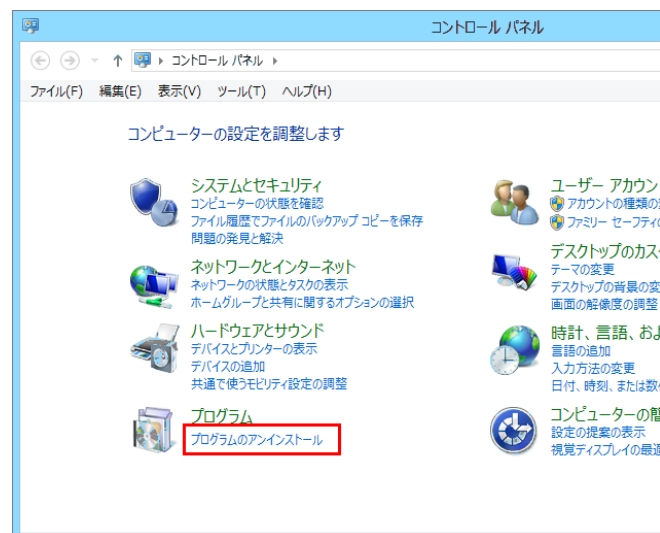 コントロール パネル
コントロール パネル
ファイル(F) 編集(E) 表示(V) ツール(T) ヘルプ(H)
コンピューターの設定を調整します
システムとセキュリティ
コンピューターの状態を確認
ファイル履歴でファイルのバックアップ コピーを保存
問題の発見と解決
ネットワークとインターネット
ネットワークの状態とタスクの表示
ホームグループと共有に関するオプションの選択
ハードウェアとサウンド
デバイスとプリンターの表示
デバイスの追加
共通で使うモビリティ設定の調整
プログラム
プログラムのアンインストール
ユーザー アカウン
アカウントの種類の
ファミリー セーフティの
デスクトップのカス
テーマの変更
デスクトップの背景の変
画面の解像度の調整
時計、言語、およ
言語の追加
入力方法の変更
日付、時刻、または数
コンピューターの簡
設定の提案の表示
視覚ディスプレイの最適